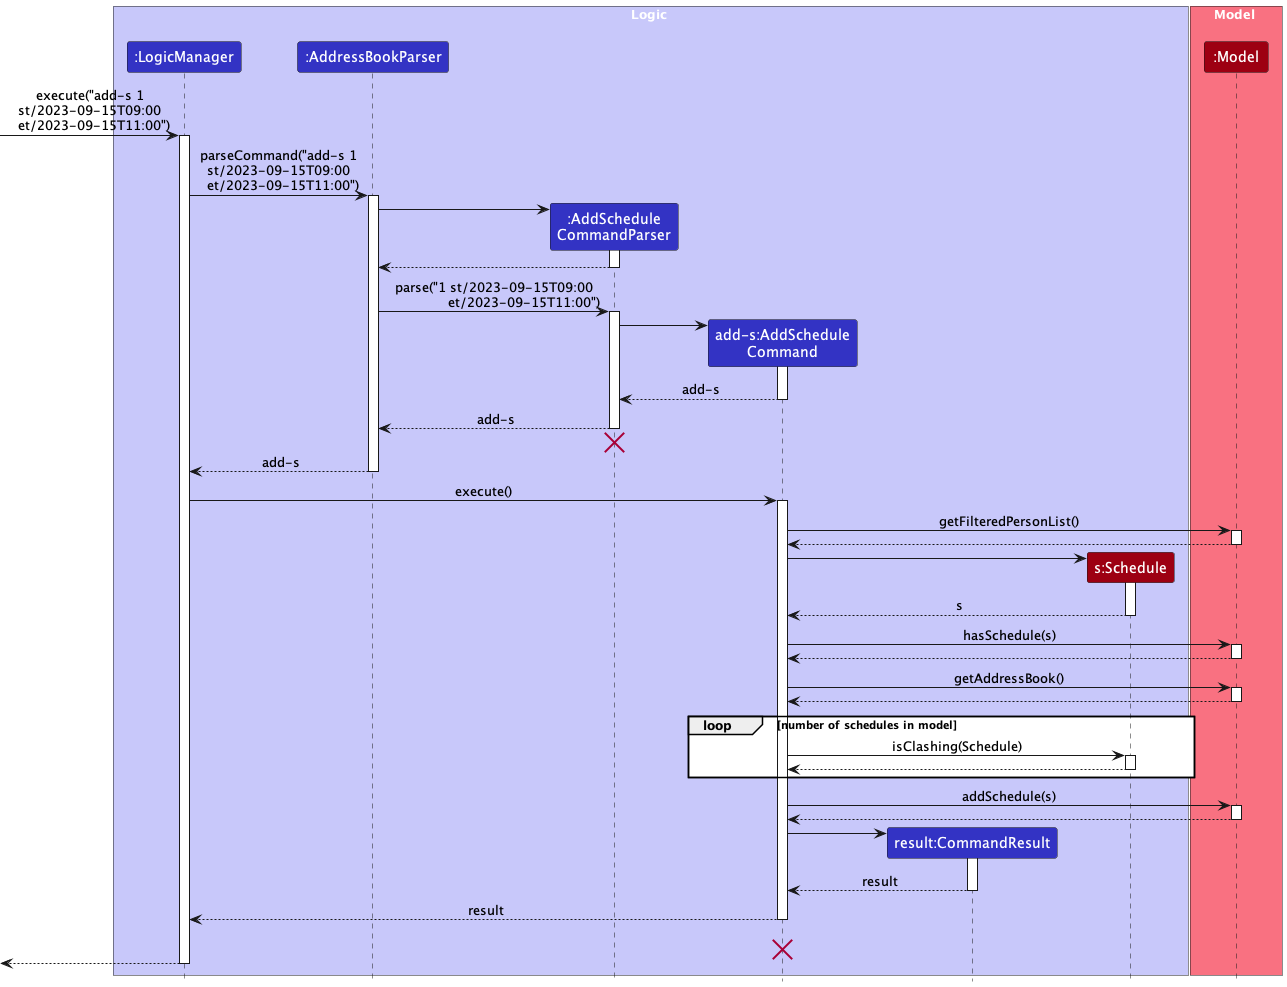 Logic
Model
:LogicManager
:AddressBookParser
:Model
execute("add-s 1
st/2023-09-15T09:00
et/2023-09-15T11:00")
parseCommand("add-s 1
st/2023-09-15T09:00
et/2023-09-15T11:00")
:AddSchedule
CommandParser
parse("1 st/2023-09-15T09:00
et/2023-09-15T11:00")
add-s:AddSchedule
Command
add-s
add-s
add-s
execute()
getFilteredPersonList()
s:Schedule
s
hasSchedule(s)
getAddressBook()
loop
[number of schedules in model]
isClashing(Schedule)
addSchedule(s)
result:CommandResult
result
result